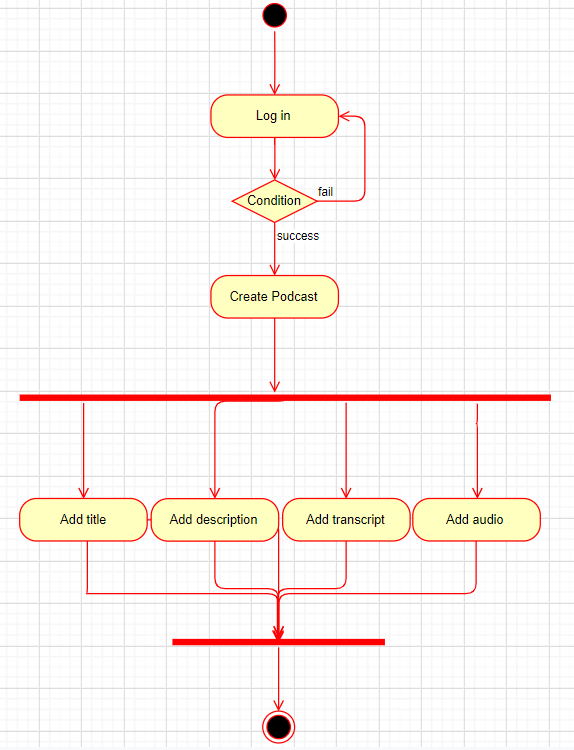 Log in
Condition
fail
success
Create Podcast
Add title
Add description
Add transcript
Add audio